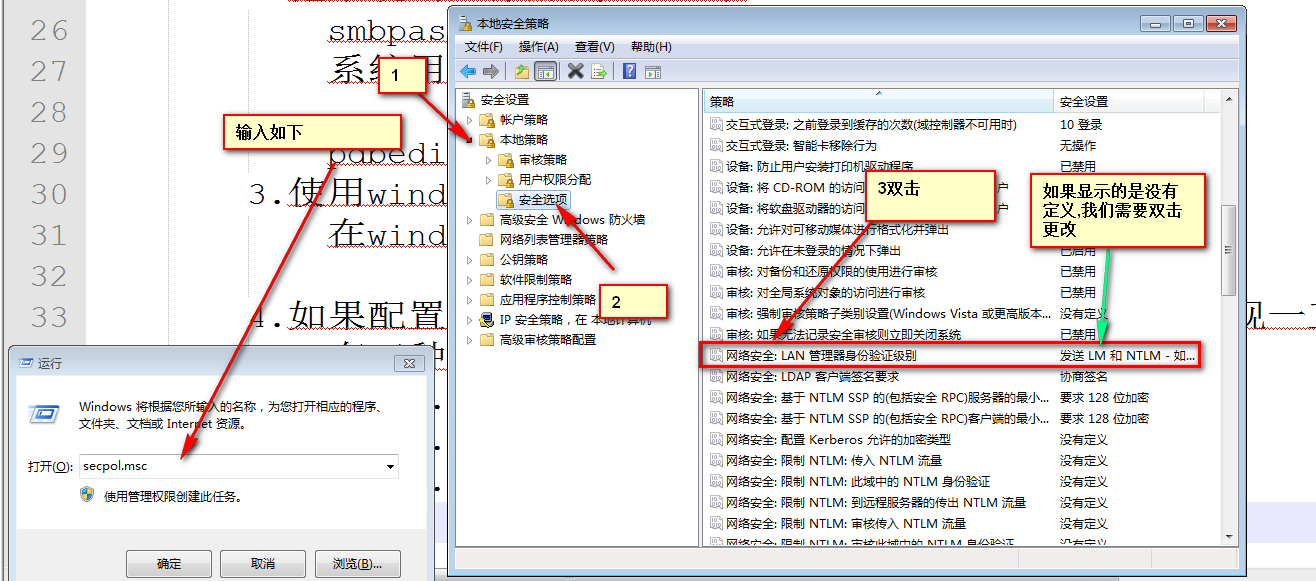 26
27
28
29
30
31
32
33
smbpas
系统用
pdbedi
3.使用wind
在wind
4.如果配置
现一
输入如下
1
2
3双击
如果显示的是没有
定义,我们需要双击
更改
本地安全策略
文件(F) 操作(A) 查看(V) 帮助(H)
安全设置
帐户策略
本地策略
审核策略
用户权限分配
安全选项
高级安全 Windows 防火墙
网络列表管理器策略
公钥策略
软件限制策略
应用程序控制策略
IP 安全策略，在 本地计算机
高级审核策略配置
策略 安全设置
交互式登录: 之前登录到缓存的次数(域控制器不可用时) 10 登录
交互式登录: 智能卡移除行为 无操作
设备: 防止用户安装打印机驱动程序 已禁用
设备: 将 CD-ROM 的访问 户
设备: 将软盘驱动器的访问 户
设备: 允许对可移动媒体进行格式化并弹出
设备: 允许在未登录的情况下弹出 已启用
审核: 对备份和还原权限的使用进行审核 已禁用
审核: 对全局系统对象的访问进行审核 已禁用
审核: 强制审核策略子类别设置(Windows Vista 或更高版本... 没有定义
审核: 如果无法记录安全审核则立即关闭系统 已禁用
网络安全: LAN 管理器身份验证级别 发送 LM 和 NTLM - 如...
网络安全: LDAP 客户端签名要求 协商签名
网络安全: 基于 NTLM SSP 的(包括安全 RPC)服务器的最小... 要求 128 位加密
网络安全: 基于 NTLM SSP 的(包括安全 RPC)客户端的最小... 要求 128 位加密
网络安全: 配置 Kerberos 允许的加密类型 没有定义
网络安全: 限制 NTLM: 传入 NTLM 流量 没有定义
网络安全: 限制 NTLM: 此域中的 NTLM 身份验证 没有定义
网络安全: 限制 NTLM: 到远程服务器的传出 NTLM 流量 没有定义
网络安全: 限制 NTLM: 审核传入 NTLM 流量 没有定义
网络安全: 限制 NTLM: 审核此域中的 NTLM 身份验证 没有定义
运行
Windows 将根据您所输入的名称，为您打开相应的程序、
文件夹、文档或 Internet 资源。
打开(O): secpol.msc
使用管理权限创建此任务。
确定 取消 浏览(B)...